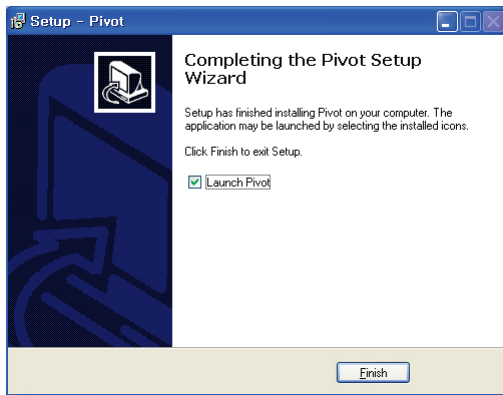 Setup - Pivot
Completing the Pivot Setup
Wizard
Setup has finished installing Pivot on your computer. The
application may be launched by selecting the installed icons.
Click Finish to exit Setup.
Launch Pivot
Finish